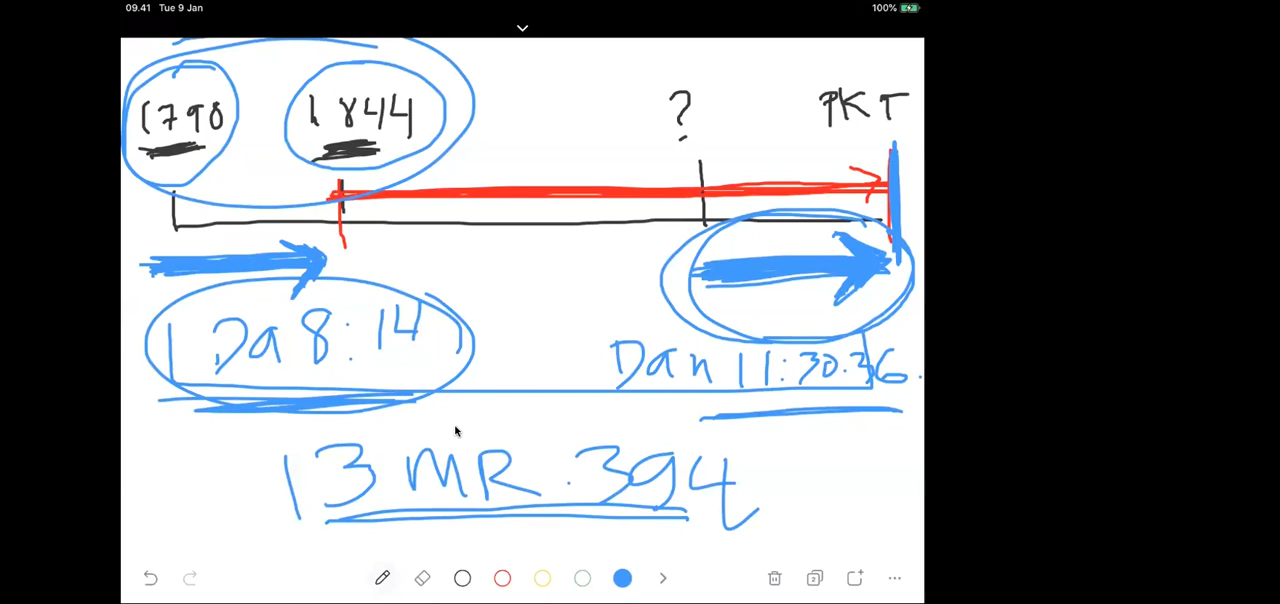 09.41 Tue 9 Jan 100%
1798 1844 ? PKT
Da 8:14
Dan 11:30.36.
13 MR.394
2